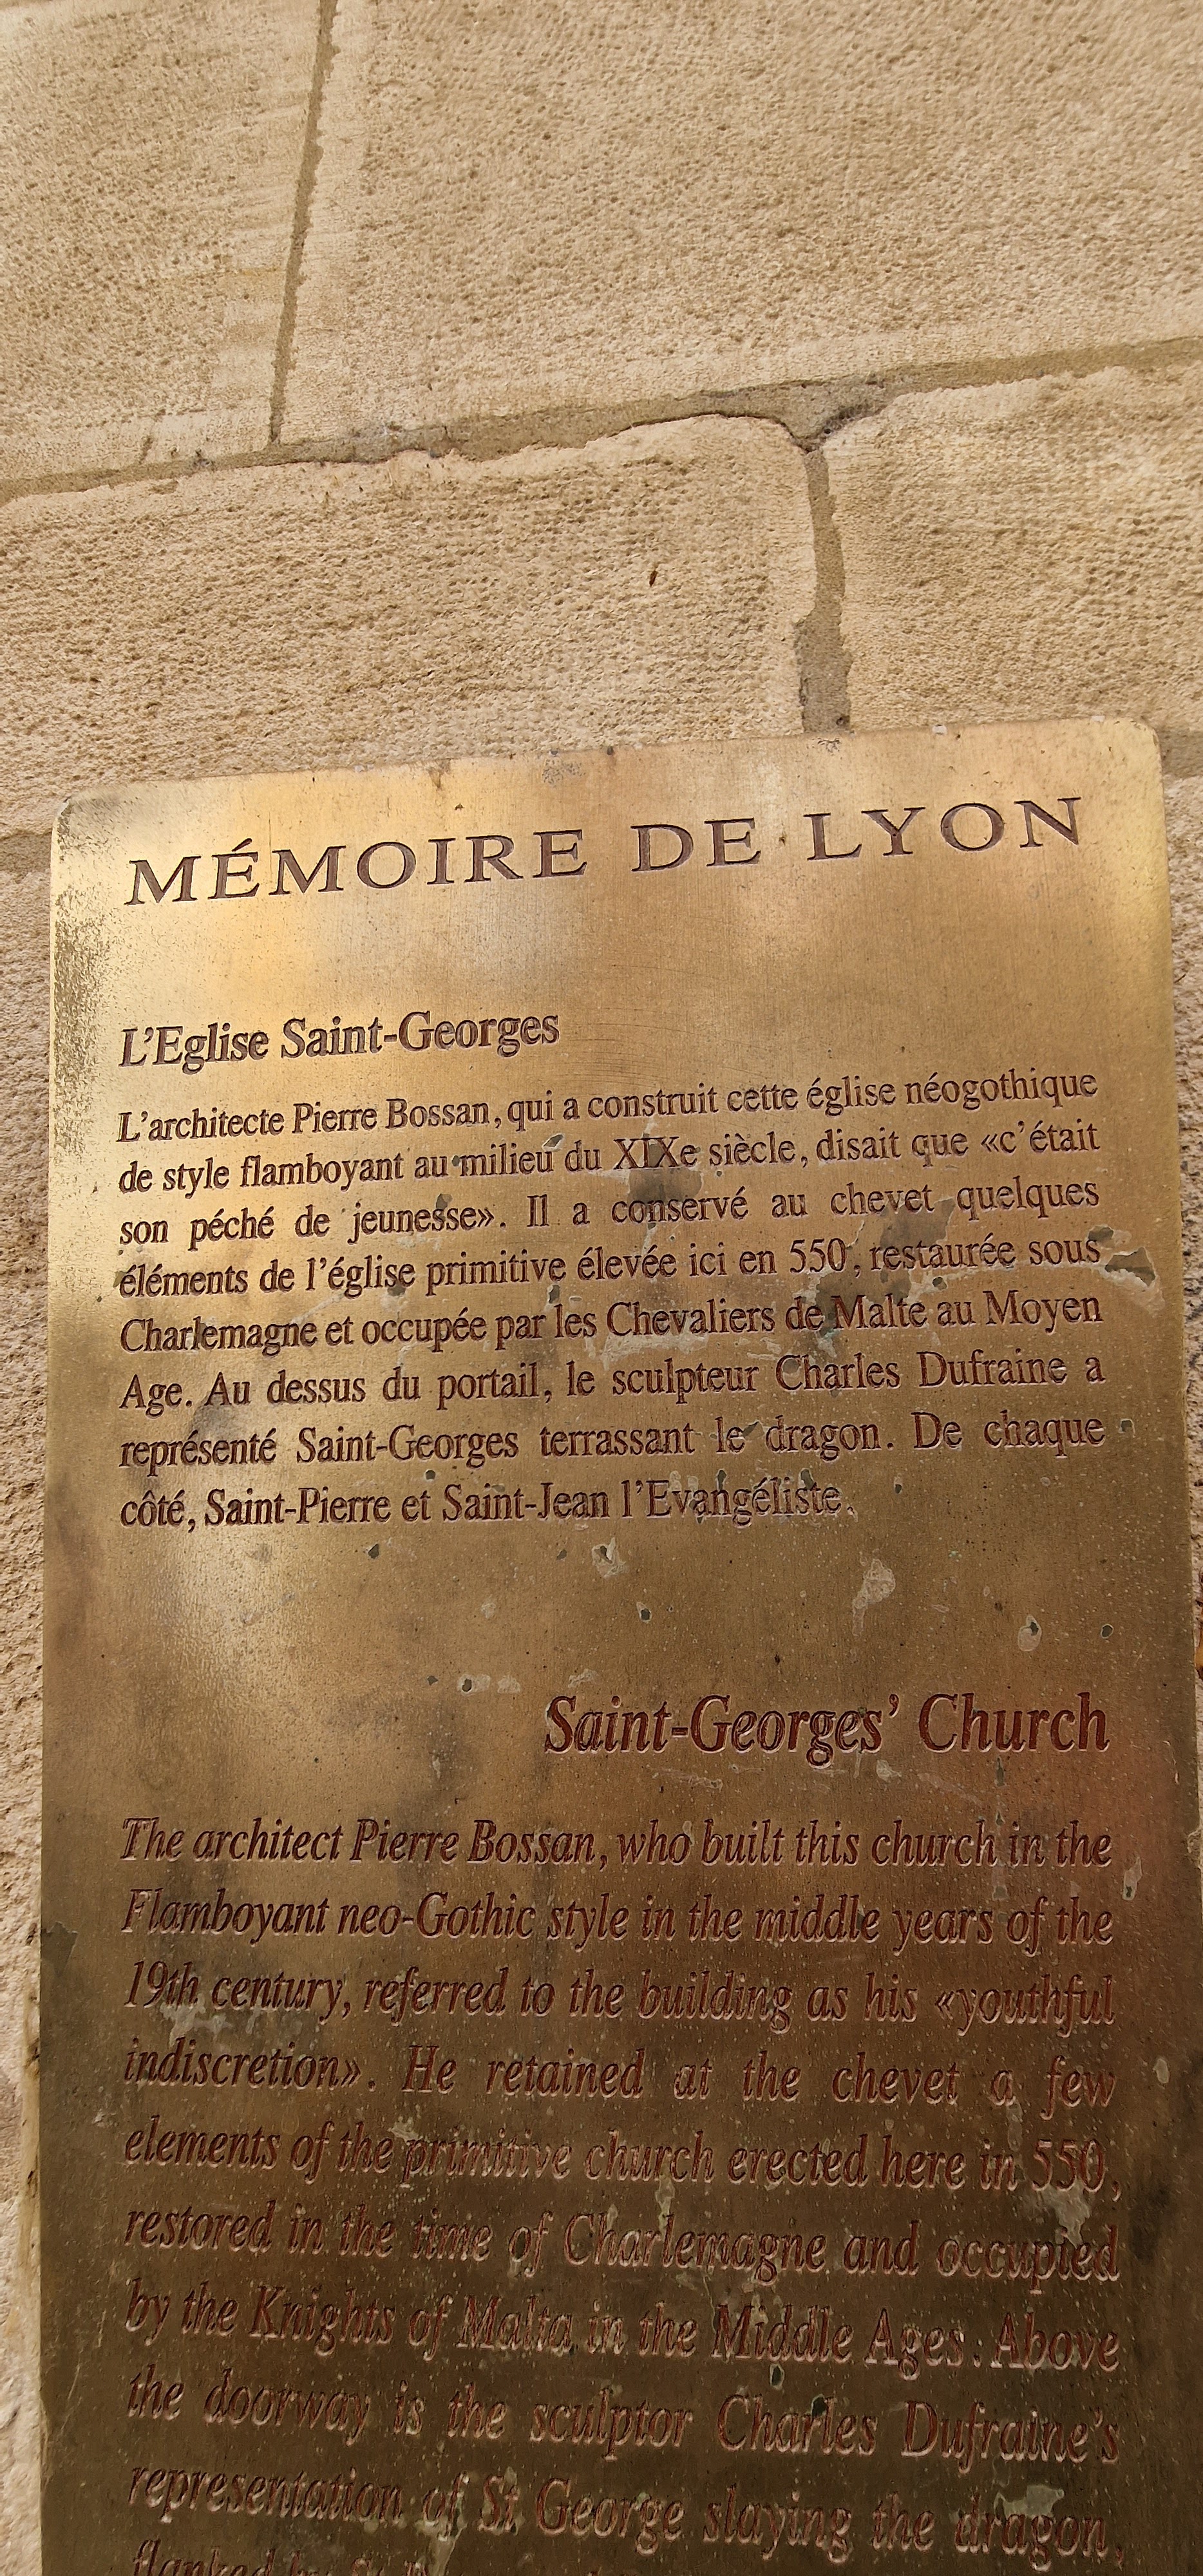 MÉMOIRE DE LYON
L'Eglise Saint-Georges
L'architecte Pierre Bossan, qui a construit cette église néogothique
de style flamboyant au milieu du XIXe siècle, disait que «c'était
son péché de jeunesse». Il a conservé au chevet quelques
éléments de l'église primitive élevée ici en 550, restaurée sous
Charlemagne et occupée par les Chevaliers de Malte au Moyen
Age. Au dessus du portail, le sculpteur Charles Dufraine a
représenté Saint-Georges terrassant le dragon. De chaque
côté, Saint-Pierre et Saint-Jean l'Evangéliste.
Saint-Georges' Church
The architect Pierre Bossan, who built this church in the
Flamboyant neo-Gothic style in the middle years of the
19th century, referred to the building as his «youthful
indiscretion». He retained at the chevet a few
elements of the primitive church erected here in 550,
restored in the time of Charlemagne and occupied
by the Knights of Malta in the Middle Ages. Above
the doorway is the sculptor Charles Dufraine's
representation of St George slaying the dragon,
flanked by